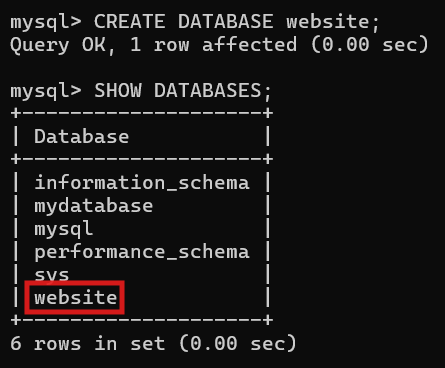 mysql> CREATE DATABASE website;
Query OK, 1 row affected (0.00 sec)
mysql> SHOW DATABASES;
+--------------------+
| Database           |
+--------------------+
| information_schema |
| mydatabase         |
| mysql              |
| performance_schema |
| sys                |
| website            |
+--------------------+
6 rows in set (0.00 sec)